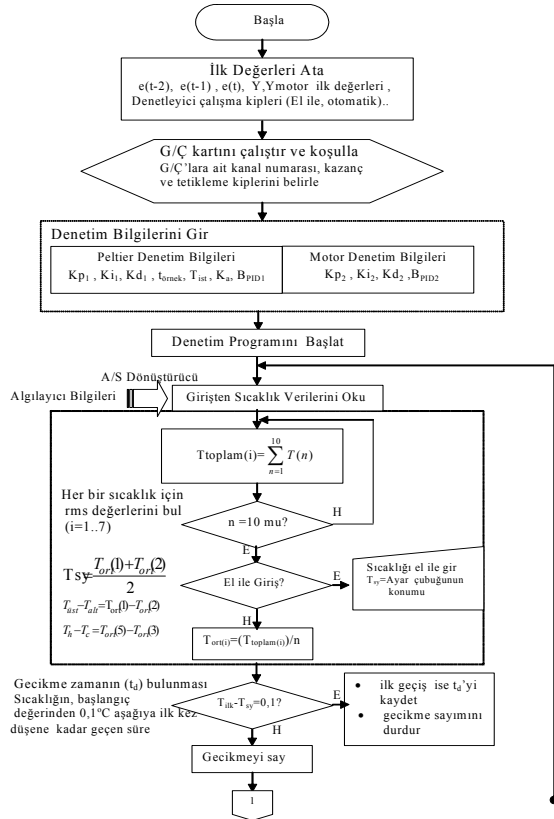 Başla
İlk Değerleri Ata
e(t-2), e(t-1) , e(t), Y,Ymotor ilk değerleri ,
Denetleyici çalışma kipleri (El ile, otomatik)..
G/Ç kartını çalıştır ve koşulla
G/Ç'lara ait kanal numarası, kazanç
ve tetikleme kiplerini belirle
Denetim Bilgilerini Gir
Peltier Denetim Bilgileri
Kp1 , Ki1, Kd1 , törnek, Tist , Ka, BPID1
Motor Denetim Bilgileri
Kp2 , Ki2, Kd2 ,BPID2
Denetim Programını Başlat
A/S Dönüştürücü
Algılayıcı Bilgileri
Girişten Sıcaklık Verilerini Oku
Ttoplam(i)=∑ T(n)
10
n=1
Her bir sıcaklık için
rms değerlerini bul
(i=1..7)
n =10 mu?
H
E
Tsy=Tort(1)+Tort(2)
2
Tüst−Talt=Tort(1)−Tort(2)
Th−Tc=Tort(5)−Tort(3)
El ile Giriş?
E
Sıcaklığı el ile gir
Tsy=Ayar çubuğunun
konumu
H
Tort(i)=(Ttoplam(i))/n
Gecikme zamanın (td) bulunması
Sıcaklığın, başlangıç
değerinden 0,1°C aşağıya ilk kez
düşene kadar geçen süre
Tilk-Tsy=0,1?
E
• ilk geçiş ise td'yi
kaydet
• gecikme sayımını
durdur
H
Gecikmeyi say
1